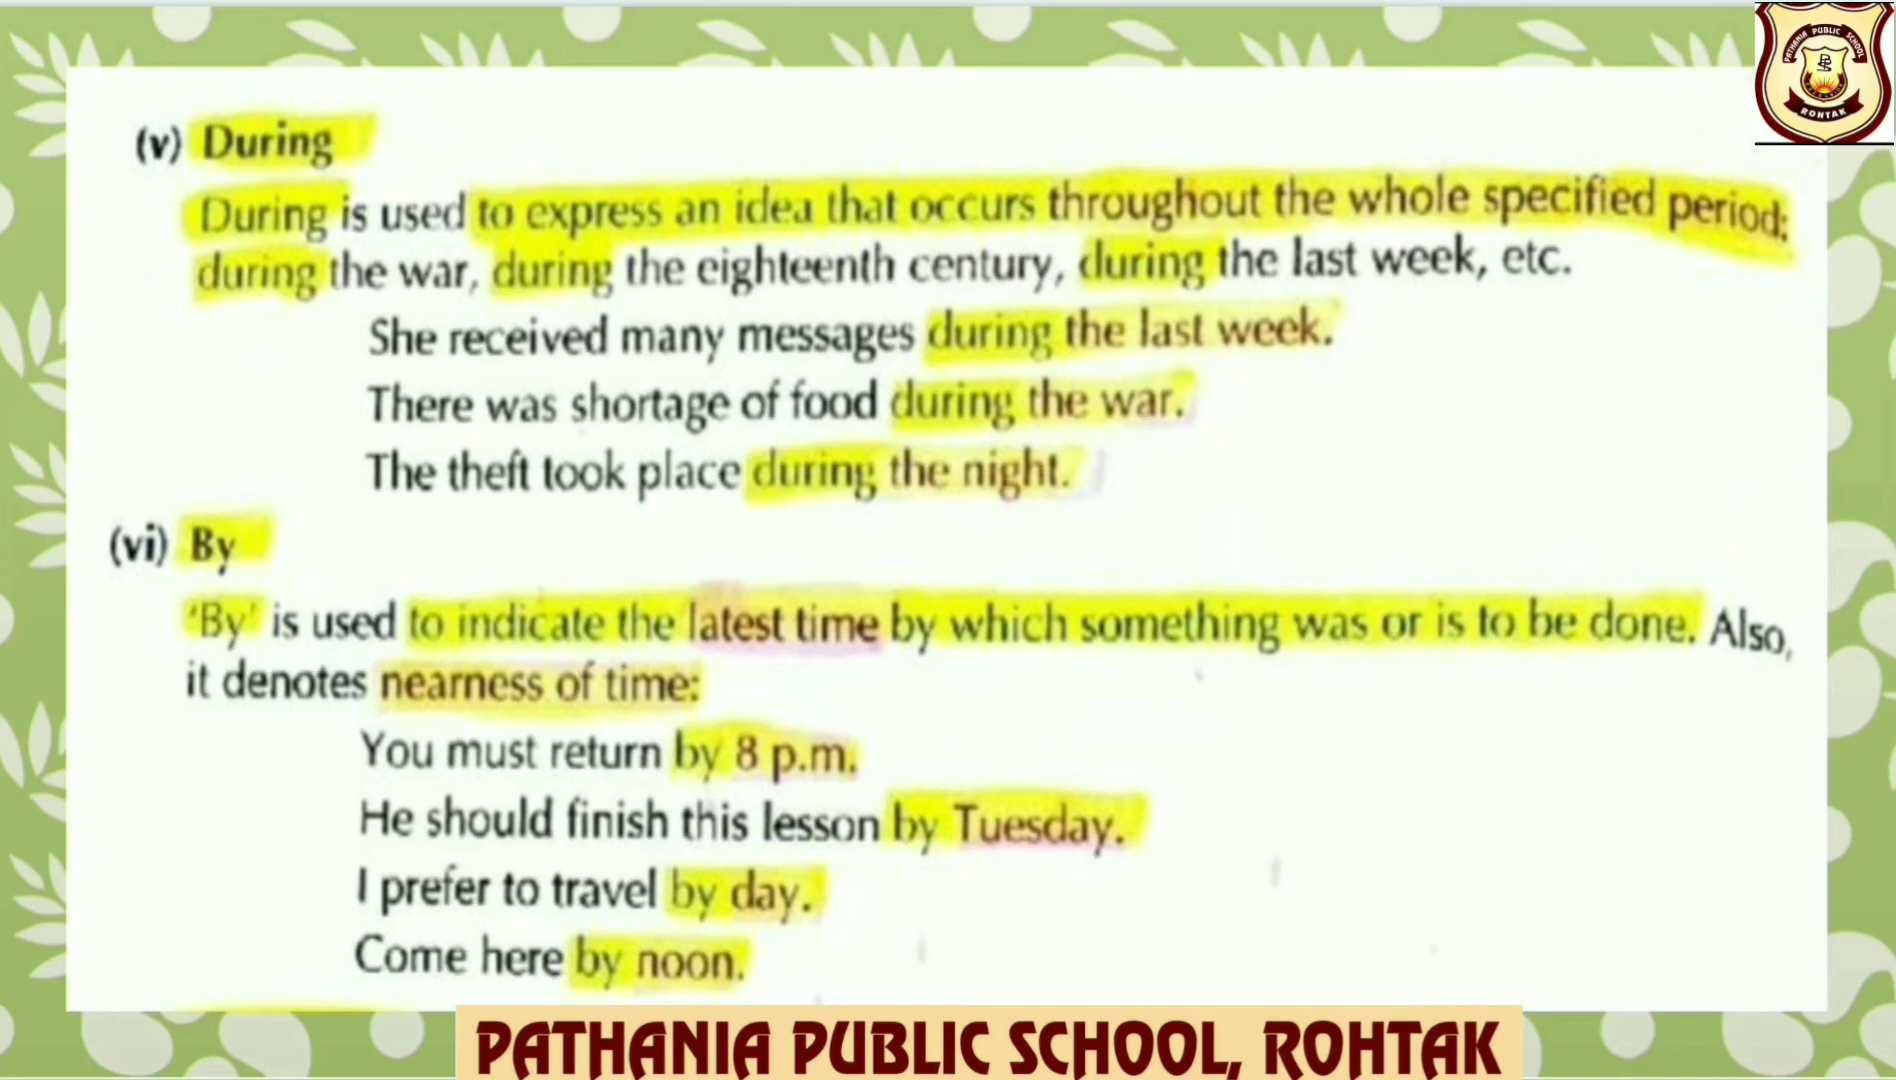 PATHANIA PUBLIC SCHOOL
ROHTAK
(v) During
During is used to express an idea that occurs throughout the whole specified period:
during the war, during the eighteenth century, during the last week, etc.
She received many messages during the last week.
There was shortage of food during the war.
The theft took place during the night.
(vi) By
'By' is used to indicate the latest time by which something was or is to be done. Also,
it denotes nearness of time:
You must return by 8 p.m.
He should finish this lesson by Tuesday.
I prefer to travel by day.
Come here by noon.
PATHANIA PUBLIC SCHOOL, ROHTAK